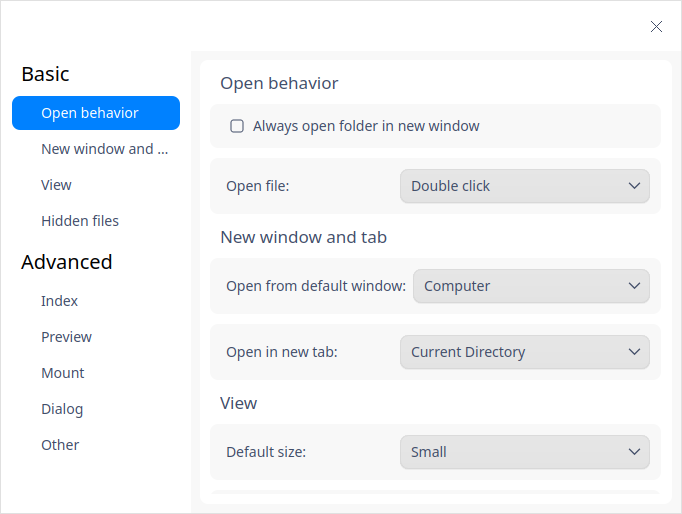 Basic
Open behavior
New window and ...
View
Hidden files
Advanced
Index
Preview
Mount
Dialog
Other
Open behavior
Always open folder in new window
Open file: Double click
New window and tab
Open from default window: Computer
Open in new tab: Current Directory
View
Default size: Small